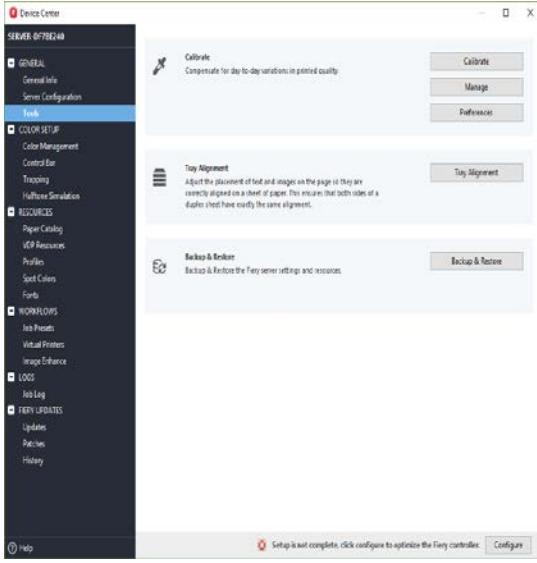 Device Center
SERVER-DF7BE240
GENERAL
General Info
Server Configuration
Tools
COLOR SETUP
Color Management
Control Bar
Trapping
Halftone Simulation
RESOURCES
Paper Catalog
VDP Resources
Profiles
Spot Colors
Fonts
WORKFLOWS
Job Presets
Virtual Printers
Image Enhance
LOGS
Job Log
FIERY UPDATES
Updates
Patches
History
Help
Calibrate
Compensate for day-to-day variations in printed quality.
Calibrate
Manage
Preferences
Tray Alignment
Adjust the placement of text and images on the page so they are
correctly aligned on a sheet of paper. This ensures that both sides of a
duplex sheet have exactly the same alignment.
Tray Alignment
Backup & Restore
Backup & Restore the Fiery server settings and resources.
Backup & Restore
Setup is not complete, click configure to optimize the Fiery controller.
Configure